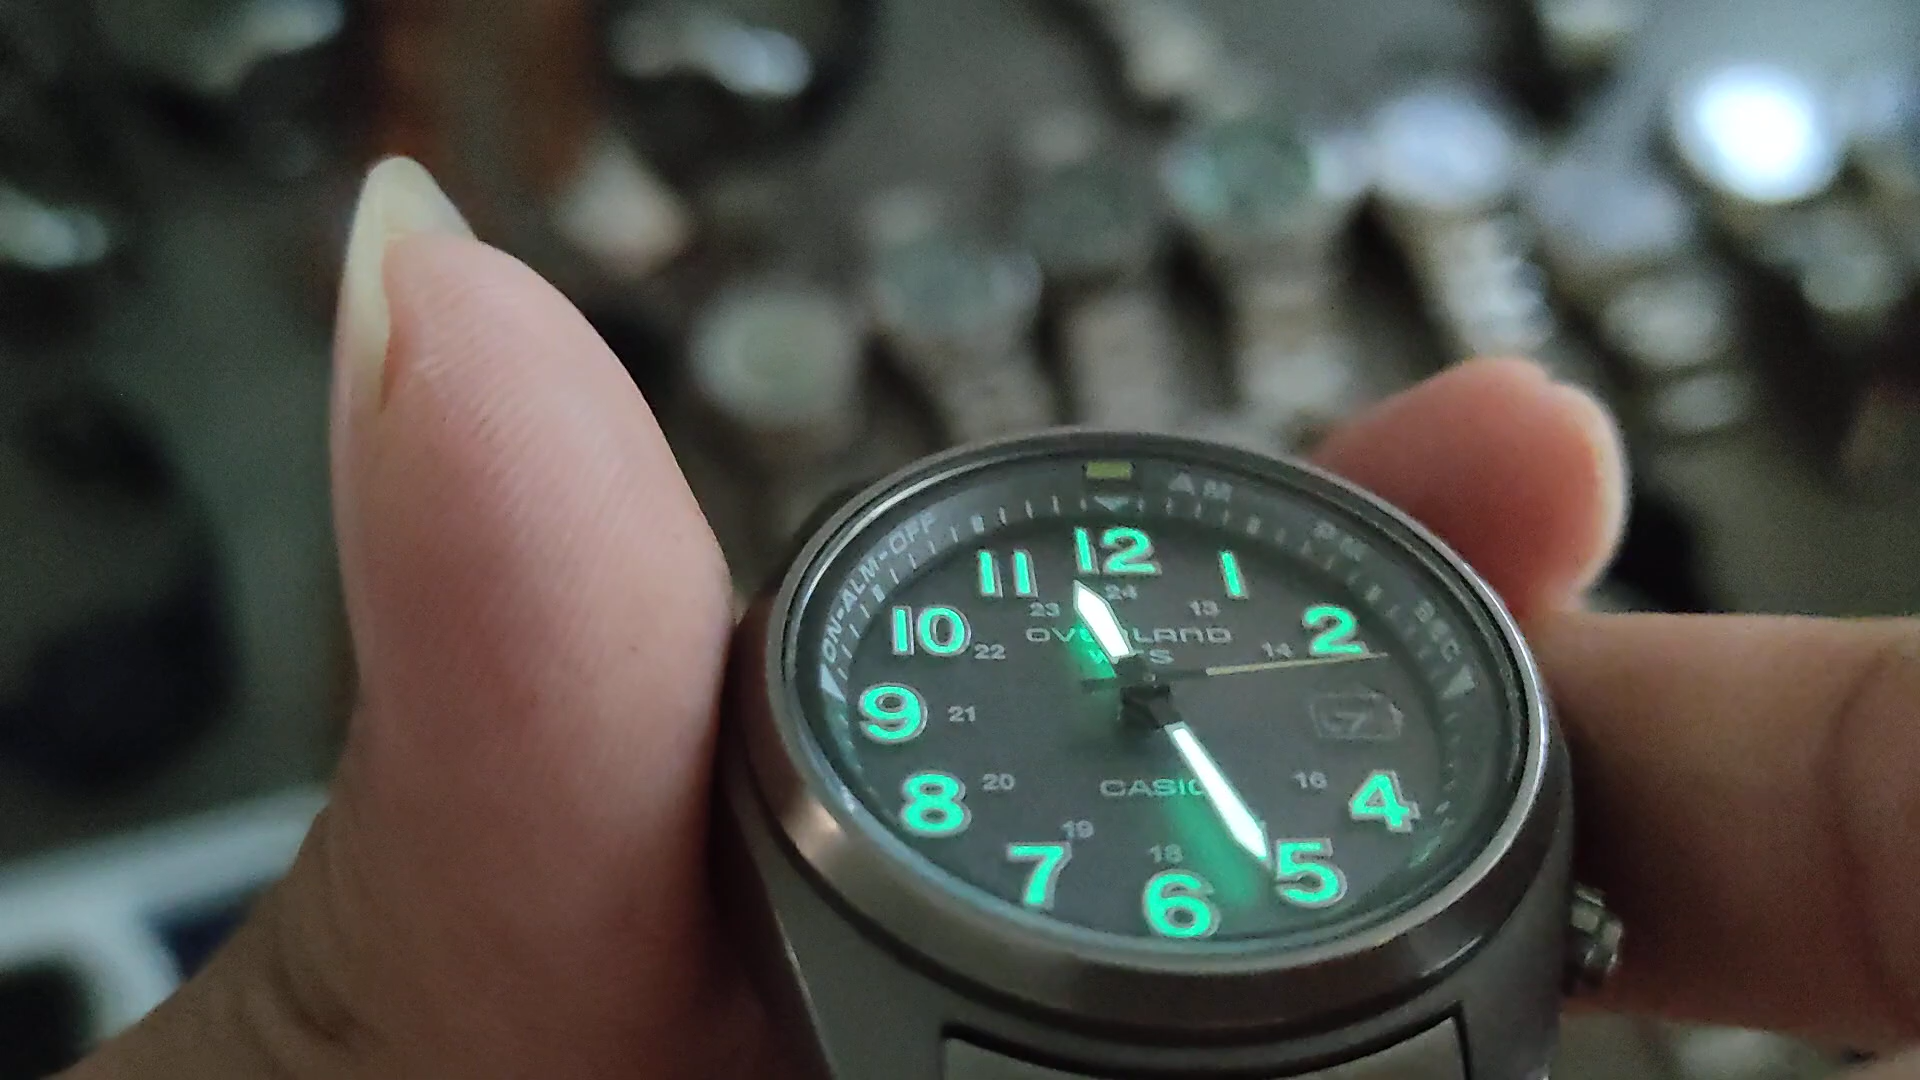 AM
ON-ALM-OFF
PM
12
11 1
24
23 13
SEC
10 OVERLAND 2
22 14
9 21
8 20 CASIO 16 4
19
7 18 5
6